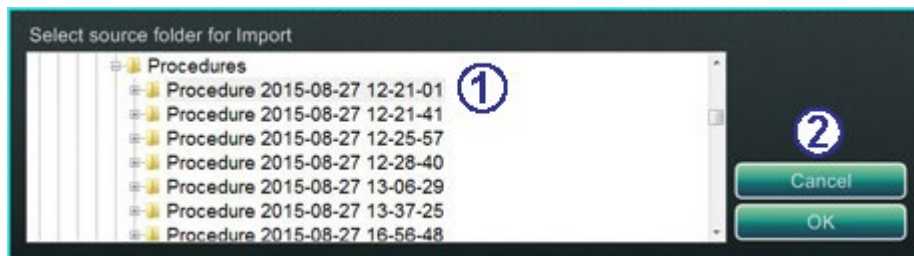 Select source folder for Import
Procedures
Procedure 2015-08-27 12-21-01
1
Procedure 2015-08-27 12-21-41
Procedure 2015-08-27 12-25-57
2
Procedure 2015-08-27 12-28-40
Procedure 2015-08-27 13-06-29
Cancel
Procedure 2015-08-27 13-37-25
OK
Procedure 2015-08-27 16-56-48